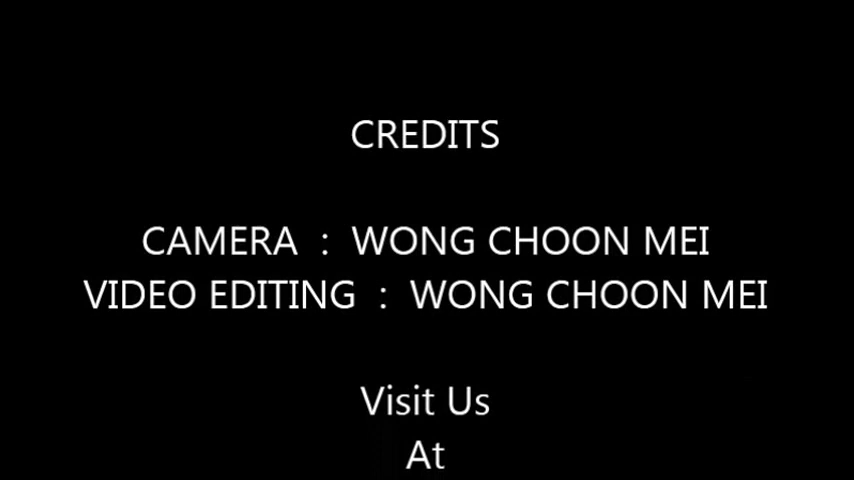 CREDITS
CAMERA : WONG CHOON MEI
VIDEO EDITING : WONG CHOON MEI
Visit Us
At